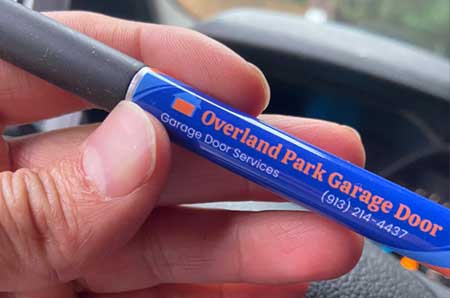 Overland Park Garage Door
Garage Door Services
(913) 214-4437